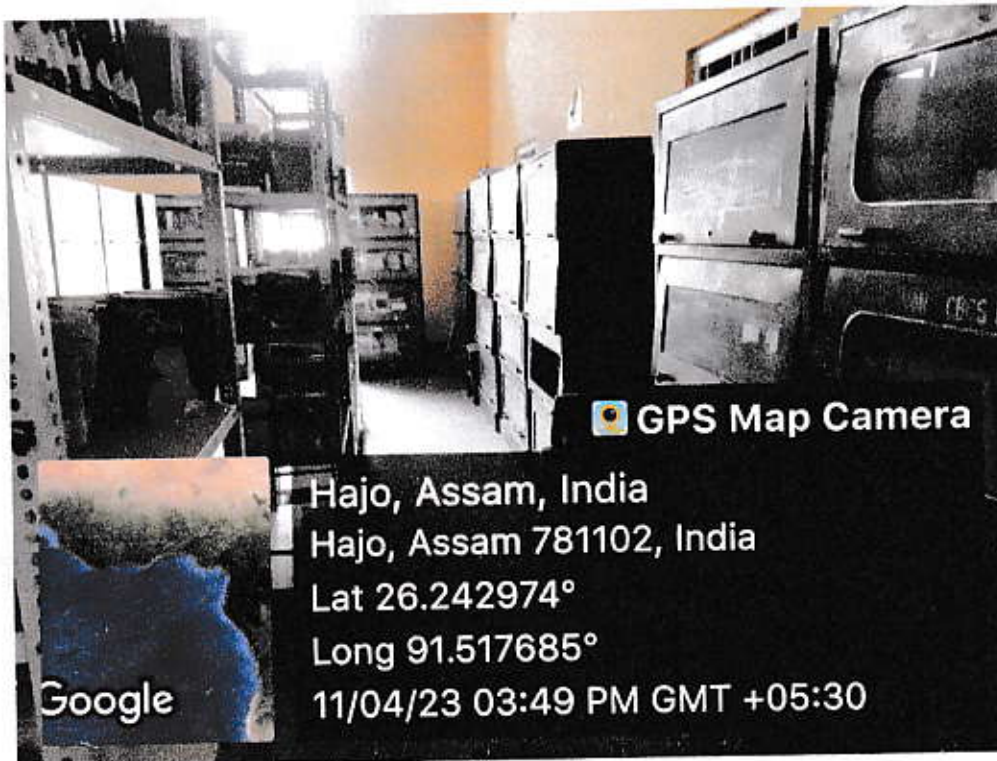 CBCS
GPS Map Camera
Hajo, Assam, India
Hajo, Assam 781102, India
Lat 26.242974°
Long 91.517685°
11/04/23 03:49 PM GMT +05:30
Google